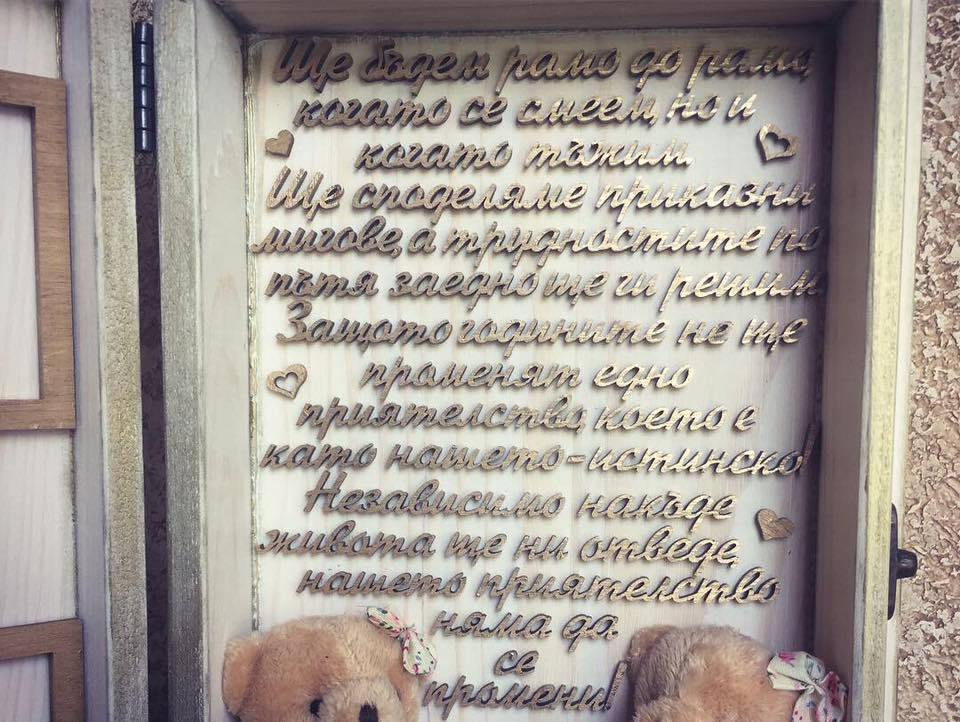 Ще бъдем рамо до рамо,
когато се смеем, но и
когато тъжим.
Ще споделяме приказни
мигове, а трудностите по
пътя заедно ще ги решим.
Защото годините не ще
променят едно
приятелство, което е
като нашето-истинско!
Независимо накъде
живота ще ни отведе,
нашето приятелство
няма да
се
промени!